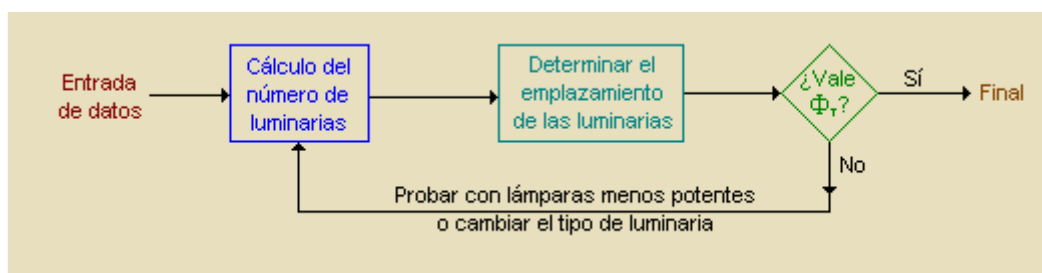 Entrada
de datos
Cálculo del
número de
luminarias
Determinar el
emplazamiento
de las luminarias
¿Vale
Φ_T?
Sí
Final
No
Probar con lámparas menos potentes
o cambiar el tipo de luminaria